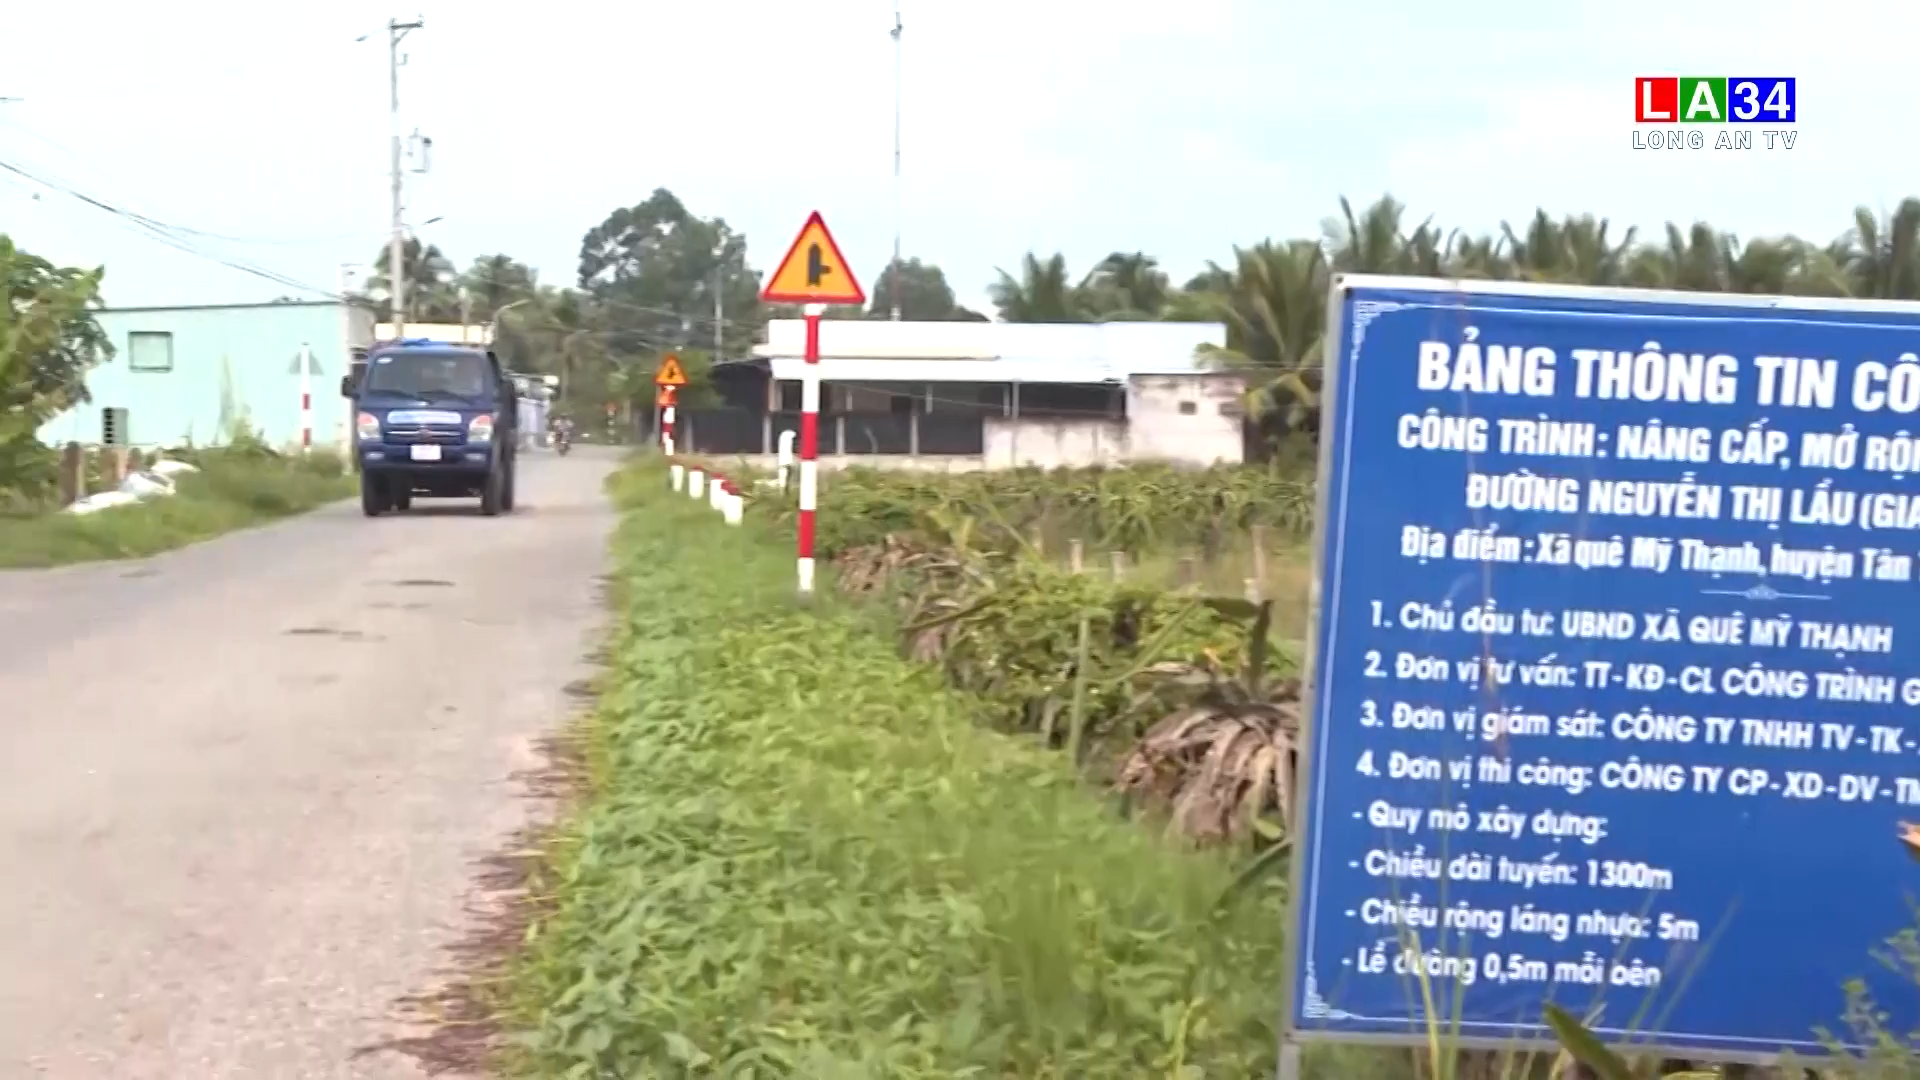 LA34
LONG AN TV
BẢNG THÔNG TIN CÔ
CÔNG TRÌNH: NÂNG CẤP, MỞ RỘN
ĐƯỜNG NGUYỄN THỊ LẨU (GIA
Địa điểm: Xã quê Mỹ Thạnh, huyện Tân
1. Chủ đầu tư: UBND XÃ QUÊ MỸ THẠNH
2. Đơn vị tư vấn: TT-KĐ-CL CÔNG TRÌNH G
3. Đơn vị giám sát: CÔNG TY TNHH TV-TK-
4. Đơn vị thi công: CÔNG TY CP-XD-DV-TM
- Quy mô xây dựng:
- Chiều dài tuyến: 1300m
- Chiều rộng láng nhựa: 5m
- Lề đường 0,5m mỗi bên